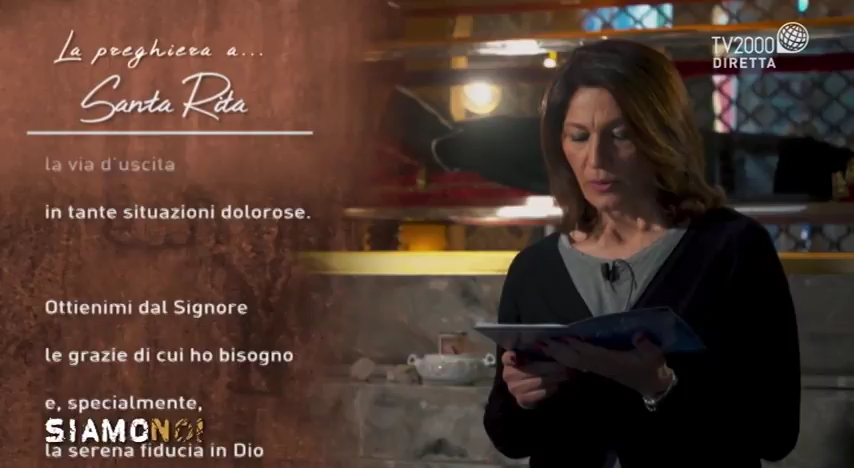 La preghiera a...
Santa Rita
la via d'uscita
in tante situazioni dolorose.
Ottienimi dal Signore
le grazie di cui ho bisogno
e, specialmente,
la serena fiducia in Dio
SIAMONOI
TV2000
DIRETTA